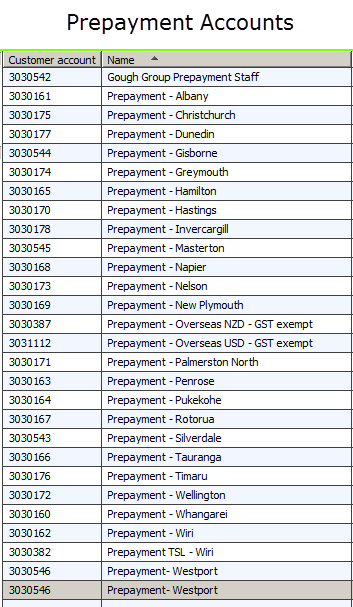 Prepayment Accounts
Customer account Name
3030542 Gough Group Prepayment Staff
3030161 Prepayment - Albany
3030175 Prepayment - Christchurch
3030177 Prepayment - Dunedin
3030544 Prepayment - Gisborne
3030174 Prepayment - Greymouth
3030165 Prepayment - Hamilton
3030170 Prepayment - Hastings
3030178 Prepayment - Invercargill
3030545 Prepayment - Masterton
3030168 Prepayment - Napier
3030173 Prepayment - Nelson
3030169 Prepayment - New Plymouth
3030387 Prepayment - Overseas NZD - GST exempt
3031112 Prepayment - Overseas USD - GST exempt
3030171 Prepayment - Palmerston North
3030163 Prepayment - Penrose
3030164 Prepayment - Pukekohe
3030167 Prepayment - Rotorua
3030543 Prepayment - Silverdale
3030166 Prepayment - Tauranga
3030176 Prepayment - Timaru
3030172 Prepayment - Wellington
3030160 Prepayment - Whangarei
3030162 Prepayment - Wiri
3030382 Prepayment TSL - Wiri
3030546 Prepayment- Westport
3030546 Prepayment- Westport